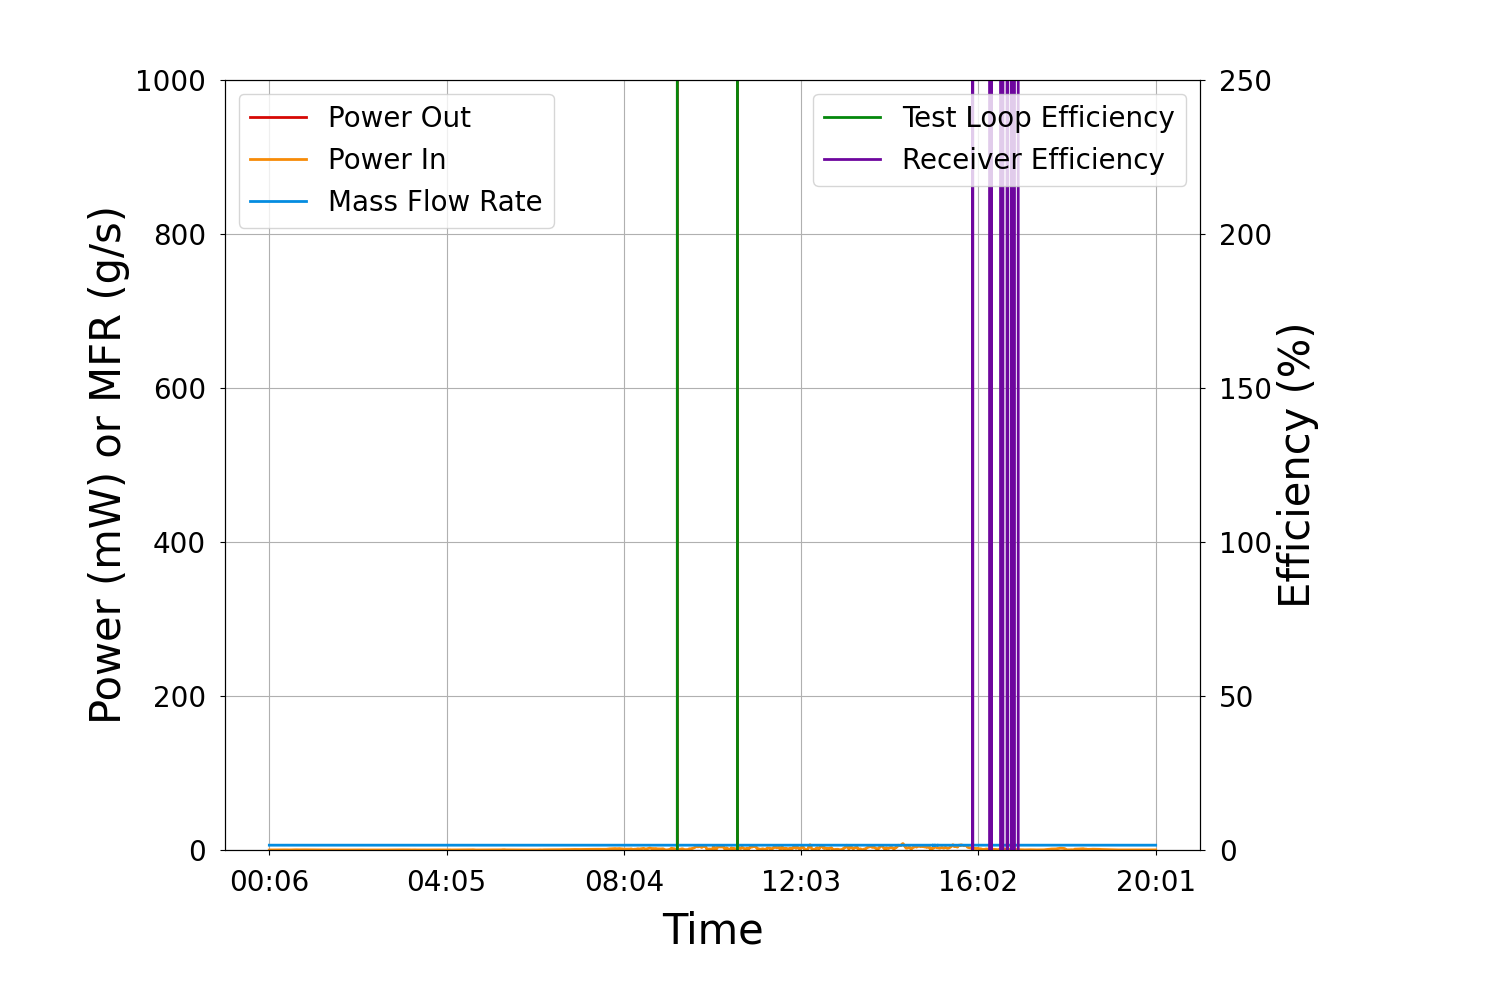 1000
800
600
400
200
0
Power (mW) or MFR (g/s)
Power Out
Power In
Mass Flow Rate
Test Loop Efficiency
Receiver Efficiency
250
200
150
100
50
0
Efficiency (%)
00:06 04:05 08:04 12:03 16:02 20:01
Time